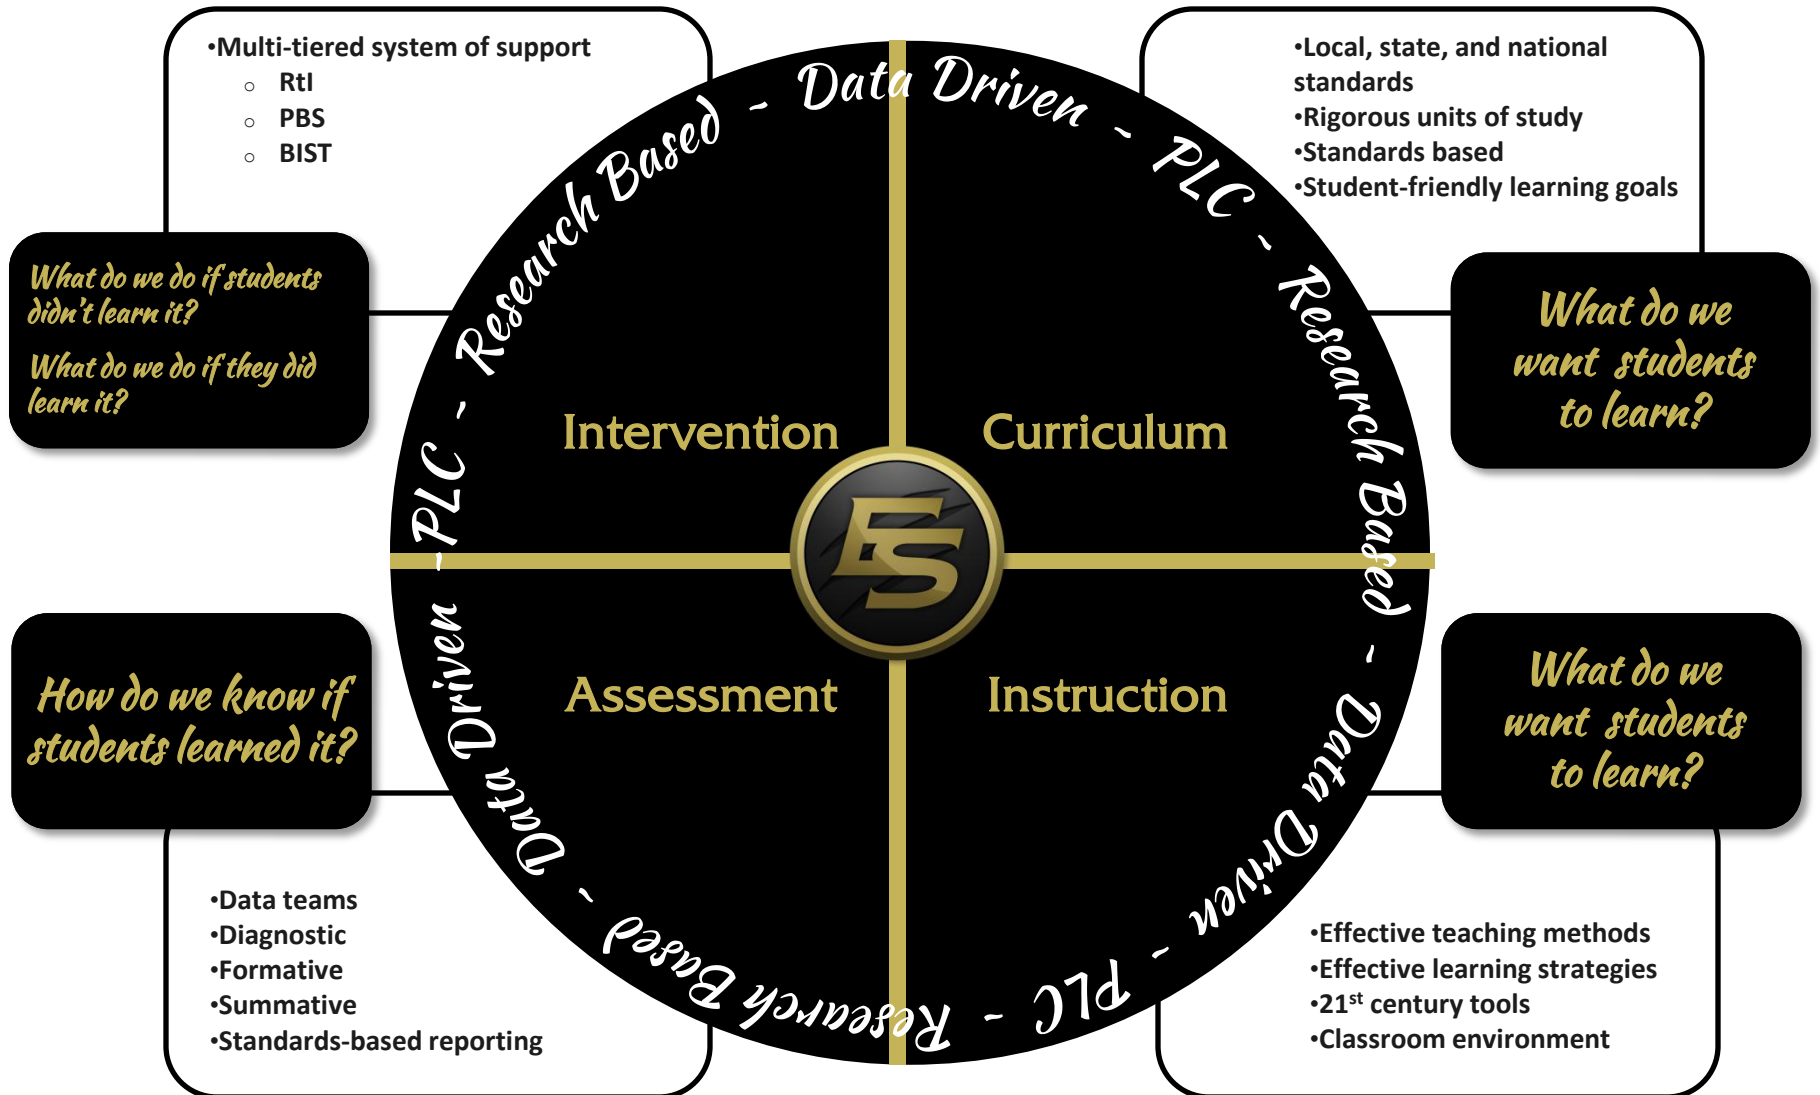 •Multi-tiered system of support
o RtI
o PBS
o BIST
What do we do if students
didn't learn it?
What do we do if they did
learn it?
•Local, state, and national
standards
•Rigorous units of study
•Standards based
•Student-friendly learning goals
What do we
want students
to learn?
Data Driven - PLC - Research Based - Data Driven - PLC - Research Based - Data Driven -PLC - Research Based -
Intervention
Curriculum
ES
Assessment
Instruction
How do we know if
students learned it?
•Data teams
•Diagnostic
•Formative
•Summative
•Standards-based reporting
What do we
want students
to learn?
•Effective teaching methods
•Effective learning strategies
•21st century tools
•Classroom environment